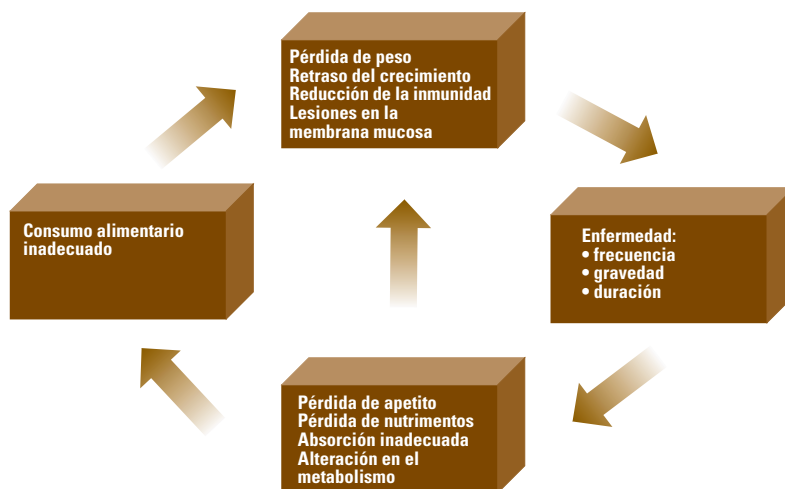 Pérdida de peso
Retraso del crecimiento
Reducción de la inmunidad
Lesiones en la
membrana mucosa
Consumo alimentario
inadecuado
Enfermedad:
• frecuencia
• gravedad
• duración
Pérdida de apetito
Pérdida de nutrimentos
Absorción inadecuada
Alteración en el
metabolismo